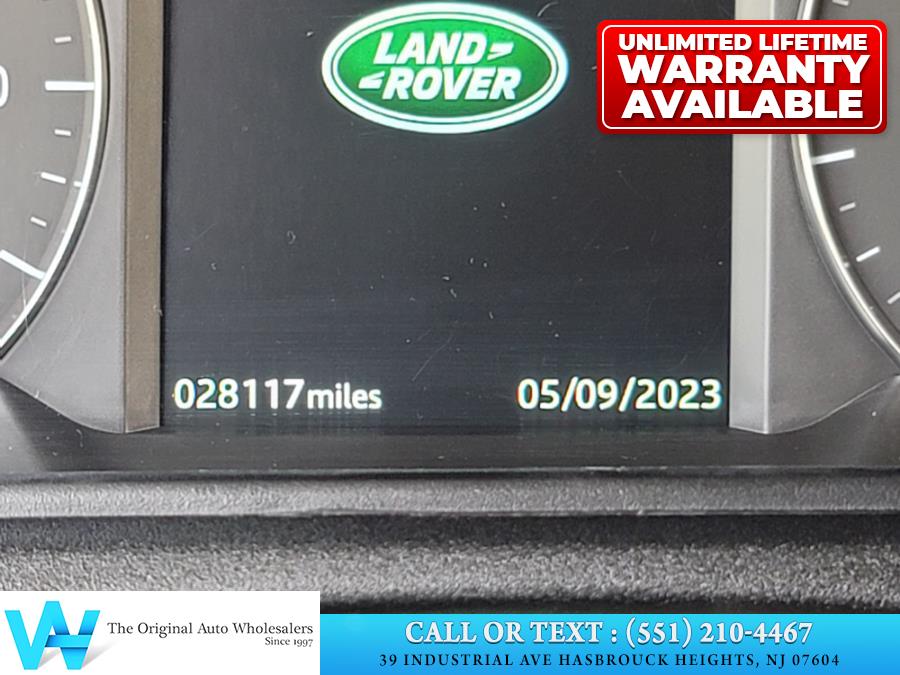 LAND
ROVER
UNLIMITED LIFETIME
WARRANTY
AVAILABLE
028117miles
05/09/2023
The Original Auto Wholesalers
Since 1997
CALL OR TEXT : (551) 210-4467
39 INDUSTRIAL AVE HASBROUCK HEIGHTS, NJ 07604